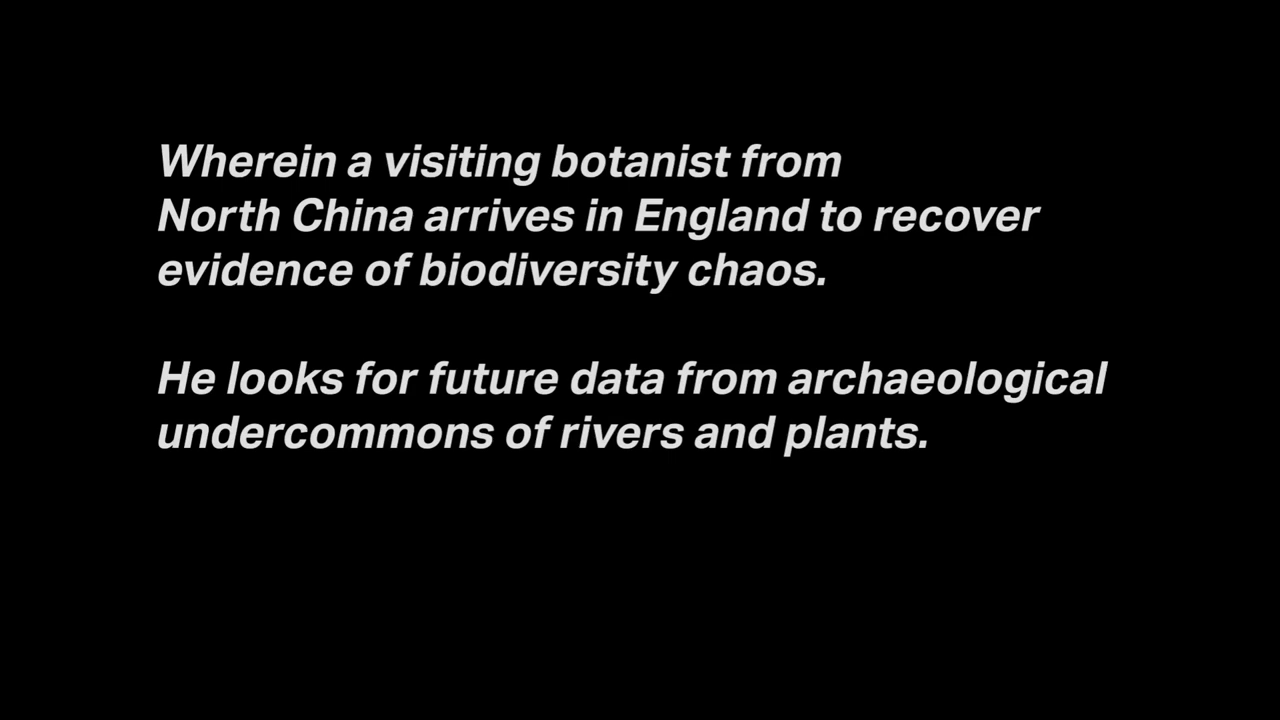 Wherein a visiting botanist from
North China arrives in England to recover
evidence of biodiversity chaos.
He looks for future data from archaeological
undercommons of rivers and plants.